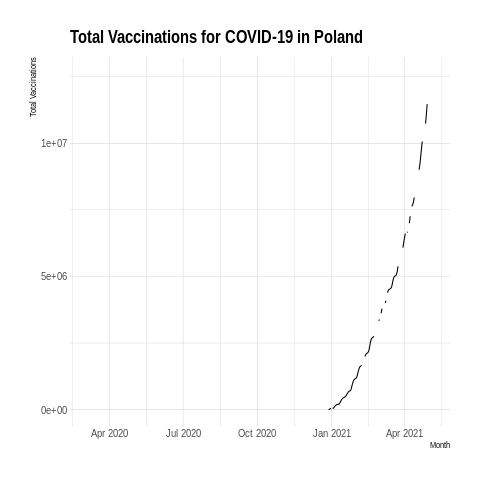 Total Vaccinations for COVID-19 in Poland
Total Vaccinations
1e+07
5e+06
0e+00
Apr 2020 Jul 2020 Oct 2020 Jan 2021 Apr 2021
Month